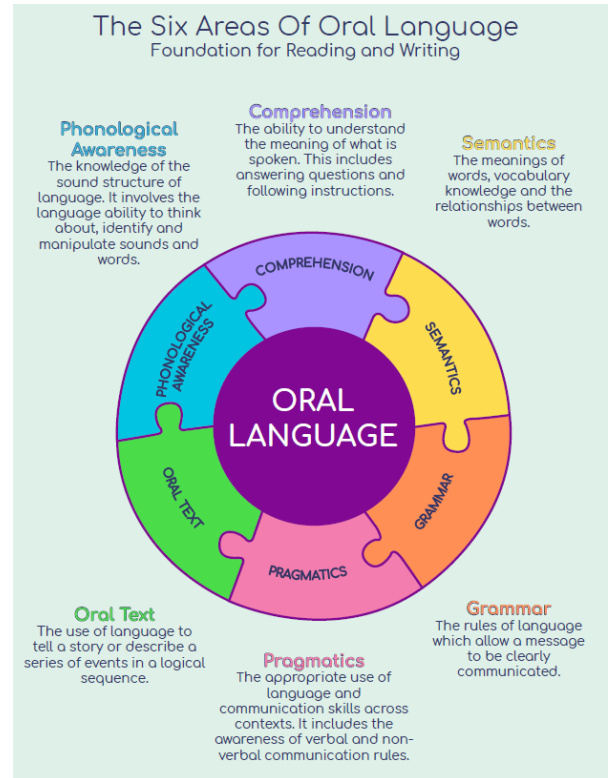 The Six Areas Of Oral Language
Foundation for Reading and Writing
Phonological
Awareness
The knowledge of the
sound structure of
language. It involves the
language ability to think
about, identify and
manipulate sounds and
words.
Comprehension
The ability to understand
the meaning of what is
spoken. This includes
answering questions and
following instructions.
Semantics
The meanings of
words, vocabulary
knowledge and the
relationships between
words.
COMPREHENSION
PHONOLOGICAL
AWARENESS
SEMANTICS
ORAL
LANGUAGE
ORAL TEXT
GRAMMAR
PRAGMATICS
Oral Text
The use of language to
tell a story or describe a
series of events in a logical
sequence.
Pragmatics
The appropriate use of
language and
communication skills across
contexts. It includes the
awareness of verbal and non-
verbal communication rules.
Grammar
The rules of language
which allow a message
to be clearly
communicated.